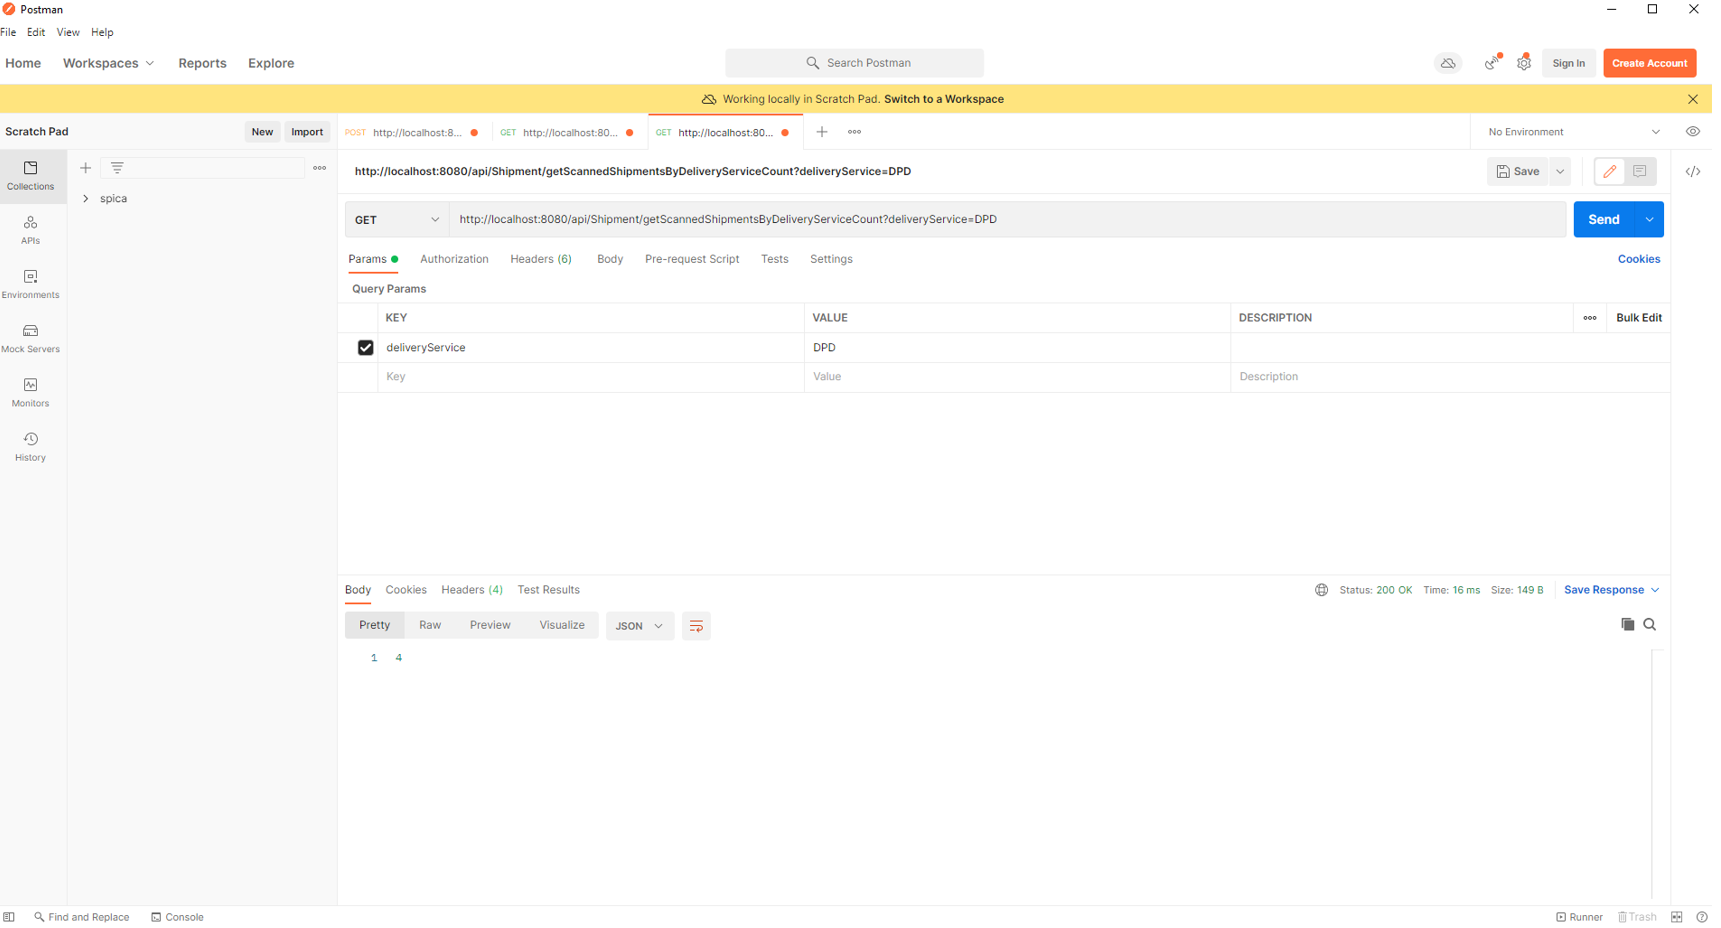 Postman
File Edit View Help
Home Workspaces Reports Explore Search Postman Sign In Create Account
Working locally in Scratch Pad. Switch to a Workspace
Scratch Pad New Import POST http://localhost:8... GET http://localhost:80... GET http://localhost:80... No Environment
Collections
http://localhost:8080/api/Shipment/getScannedShipmentsByDeliveryServiceCount?deliveryService=DPD Save
spica
GET http://localhost:8080/api/Shipment/getScannedShipmentsByDeliveryServiceCount?deliveryService=DPD Send
APIs
Params Authorization Headers (6) Body Pre-request Script Tests Settings Cookies
Query Params
Environments
KEY VALUE DESCRIPTION Bulk Edit
deliveryService DPD
Mock Servers
Key Value Description
Monitors
History
Body Cookies Headers (4) Test Results Status: 200 OK Time: 16 ms Size: 149 B Save Response
Pretty Raw Preview Visualize JSON
1 4
Find and Replace Console Runner Trash